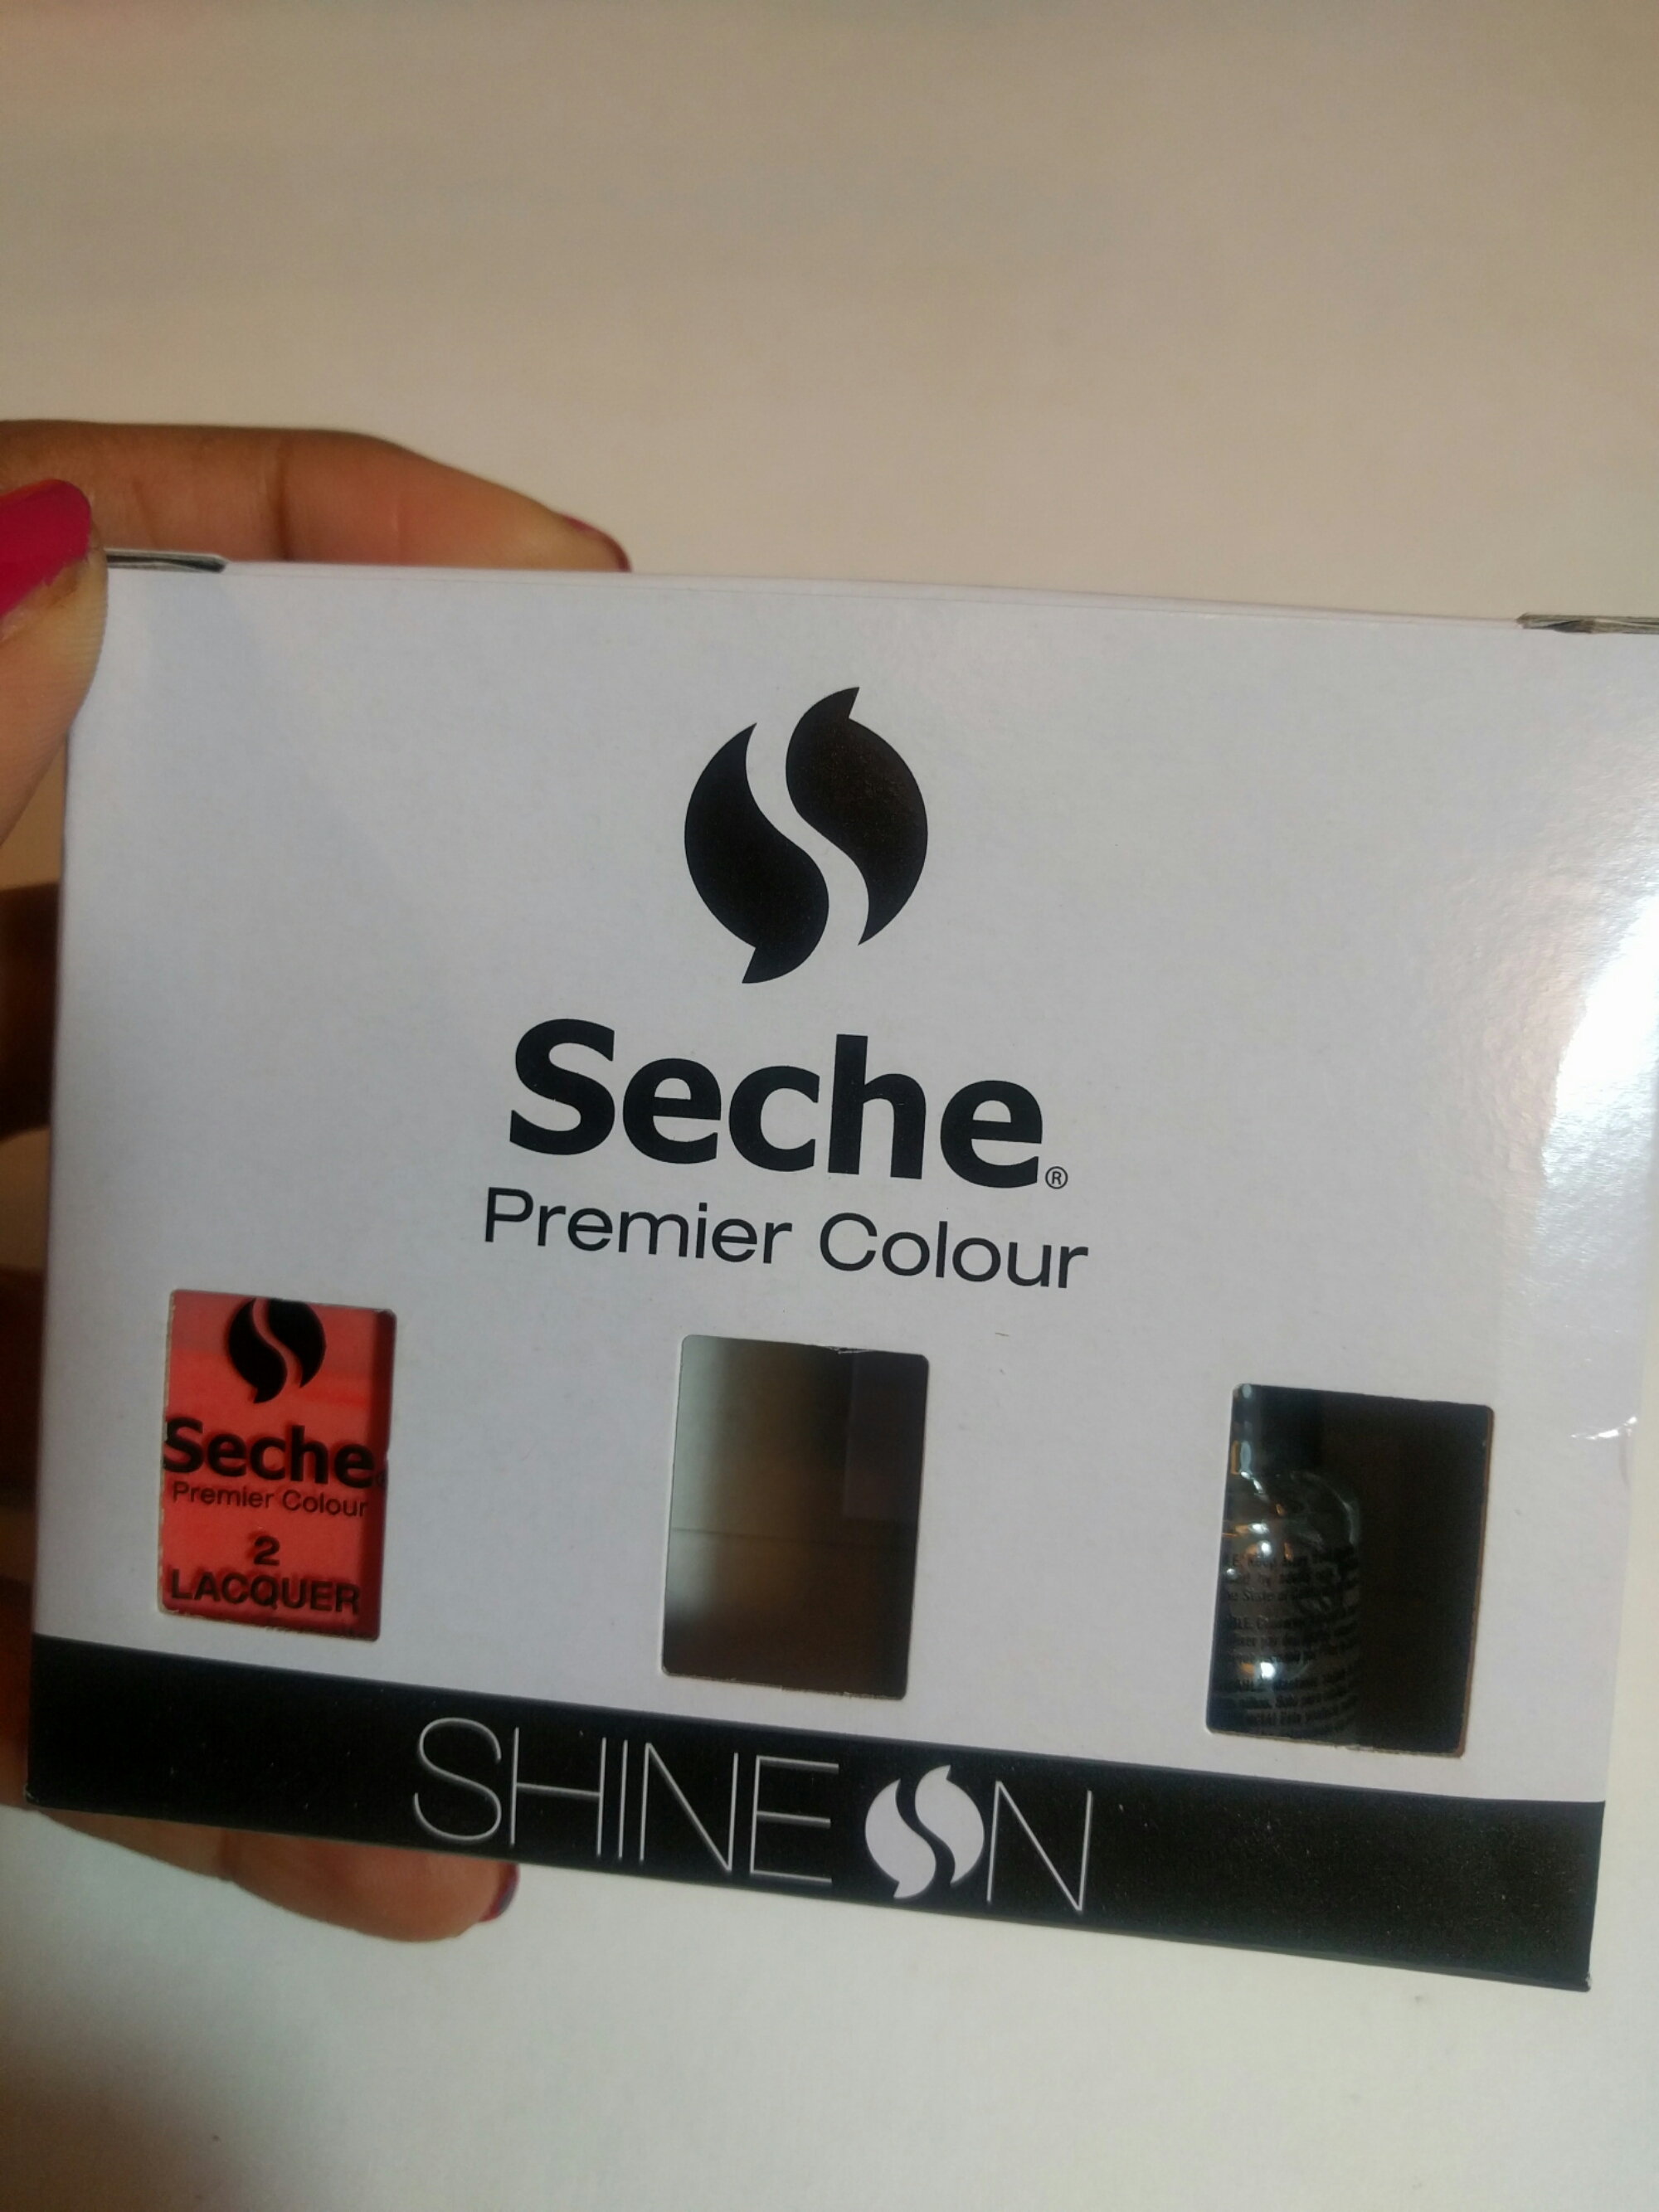 Seche®
Premier Colour
Seche
Premier Colour
2
LACQUER
SHINE ON